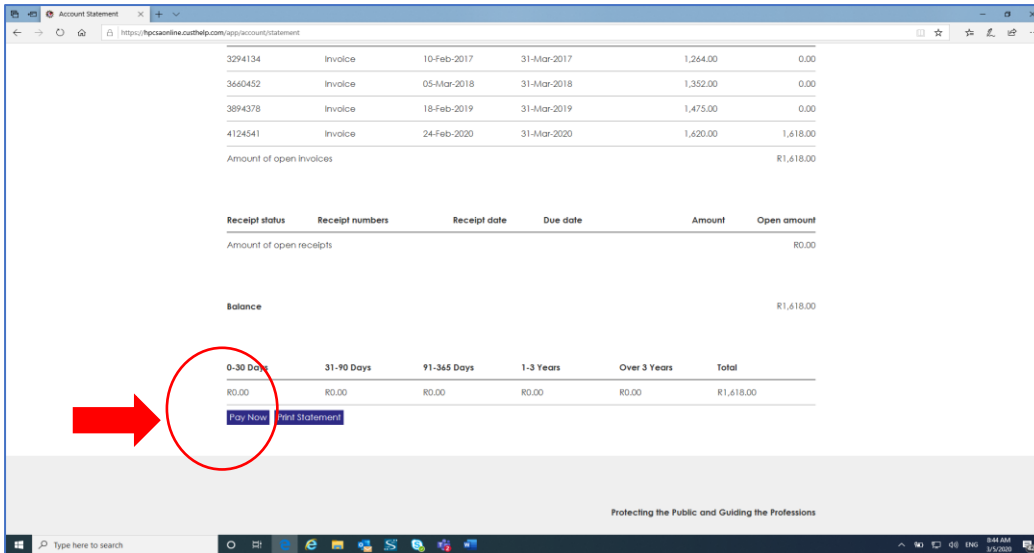 Account Statement
https://hpcsaonline.custhelp.com/app/account/statement
3294134 Invoice 10-Feb-2017 31-Mar-2017 1,264.00 0.00
3660452 Invoice 05-Mar-2018 31-Mar-2018 1,352.00 0.00
3894378 Invoice 18-Feb-2019 31-Mar-2019 1,475.00 0.00
4124541 Invoice 24-Feb-2020 31-Mar-2020 1,620.00 1,618.00
Amount of open invoices R1,618.00
Receipt status Receipt numbers Receipt date Due date Amount Open amount
Amount of open receipts R0.00
Balance R1,618.00
0-30 Days 31-90 Days 91-365 Days 1-3 Years Over 3 Years Total
R0.00 R0.00 R0.00 R0.00 R0.00 R1,618.00
Pay Now Print Statement
Protecting the Public and Guiding the Professions
Type here to search
ENG
8:44 AM
3/5/2020